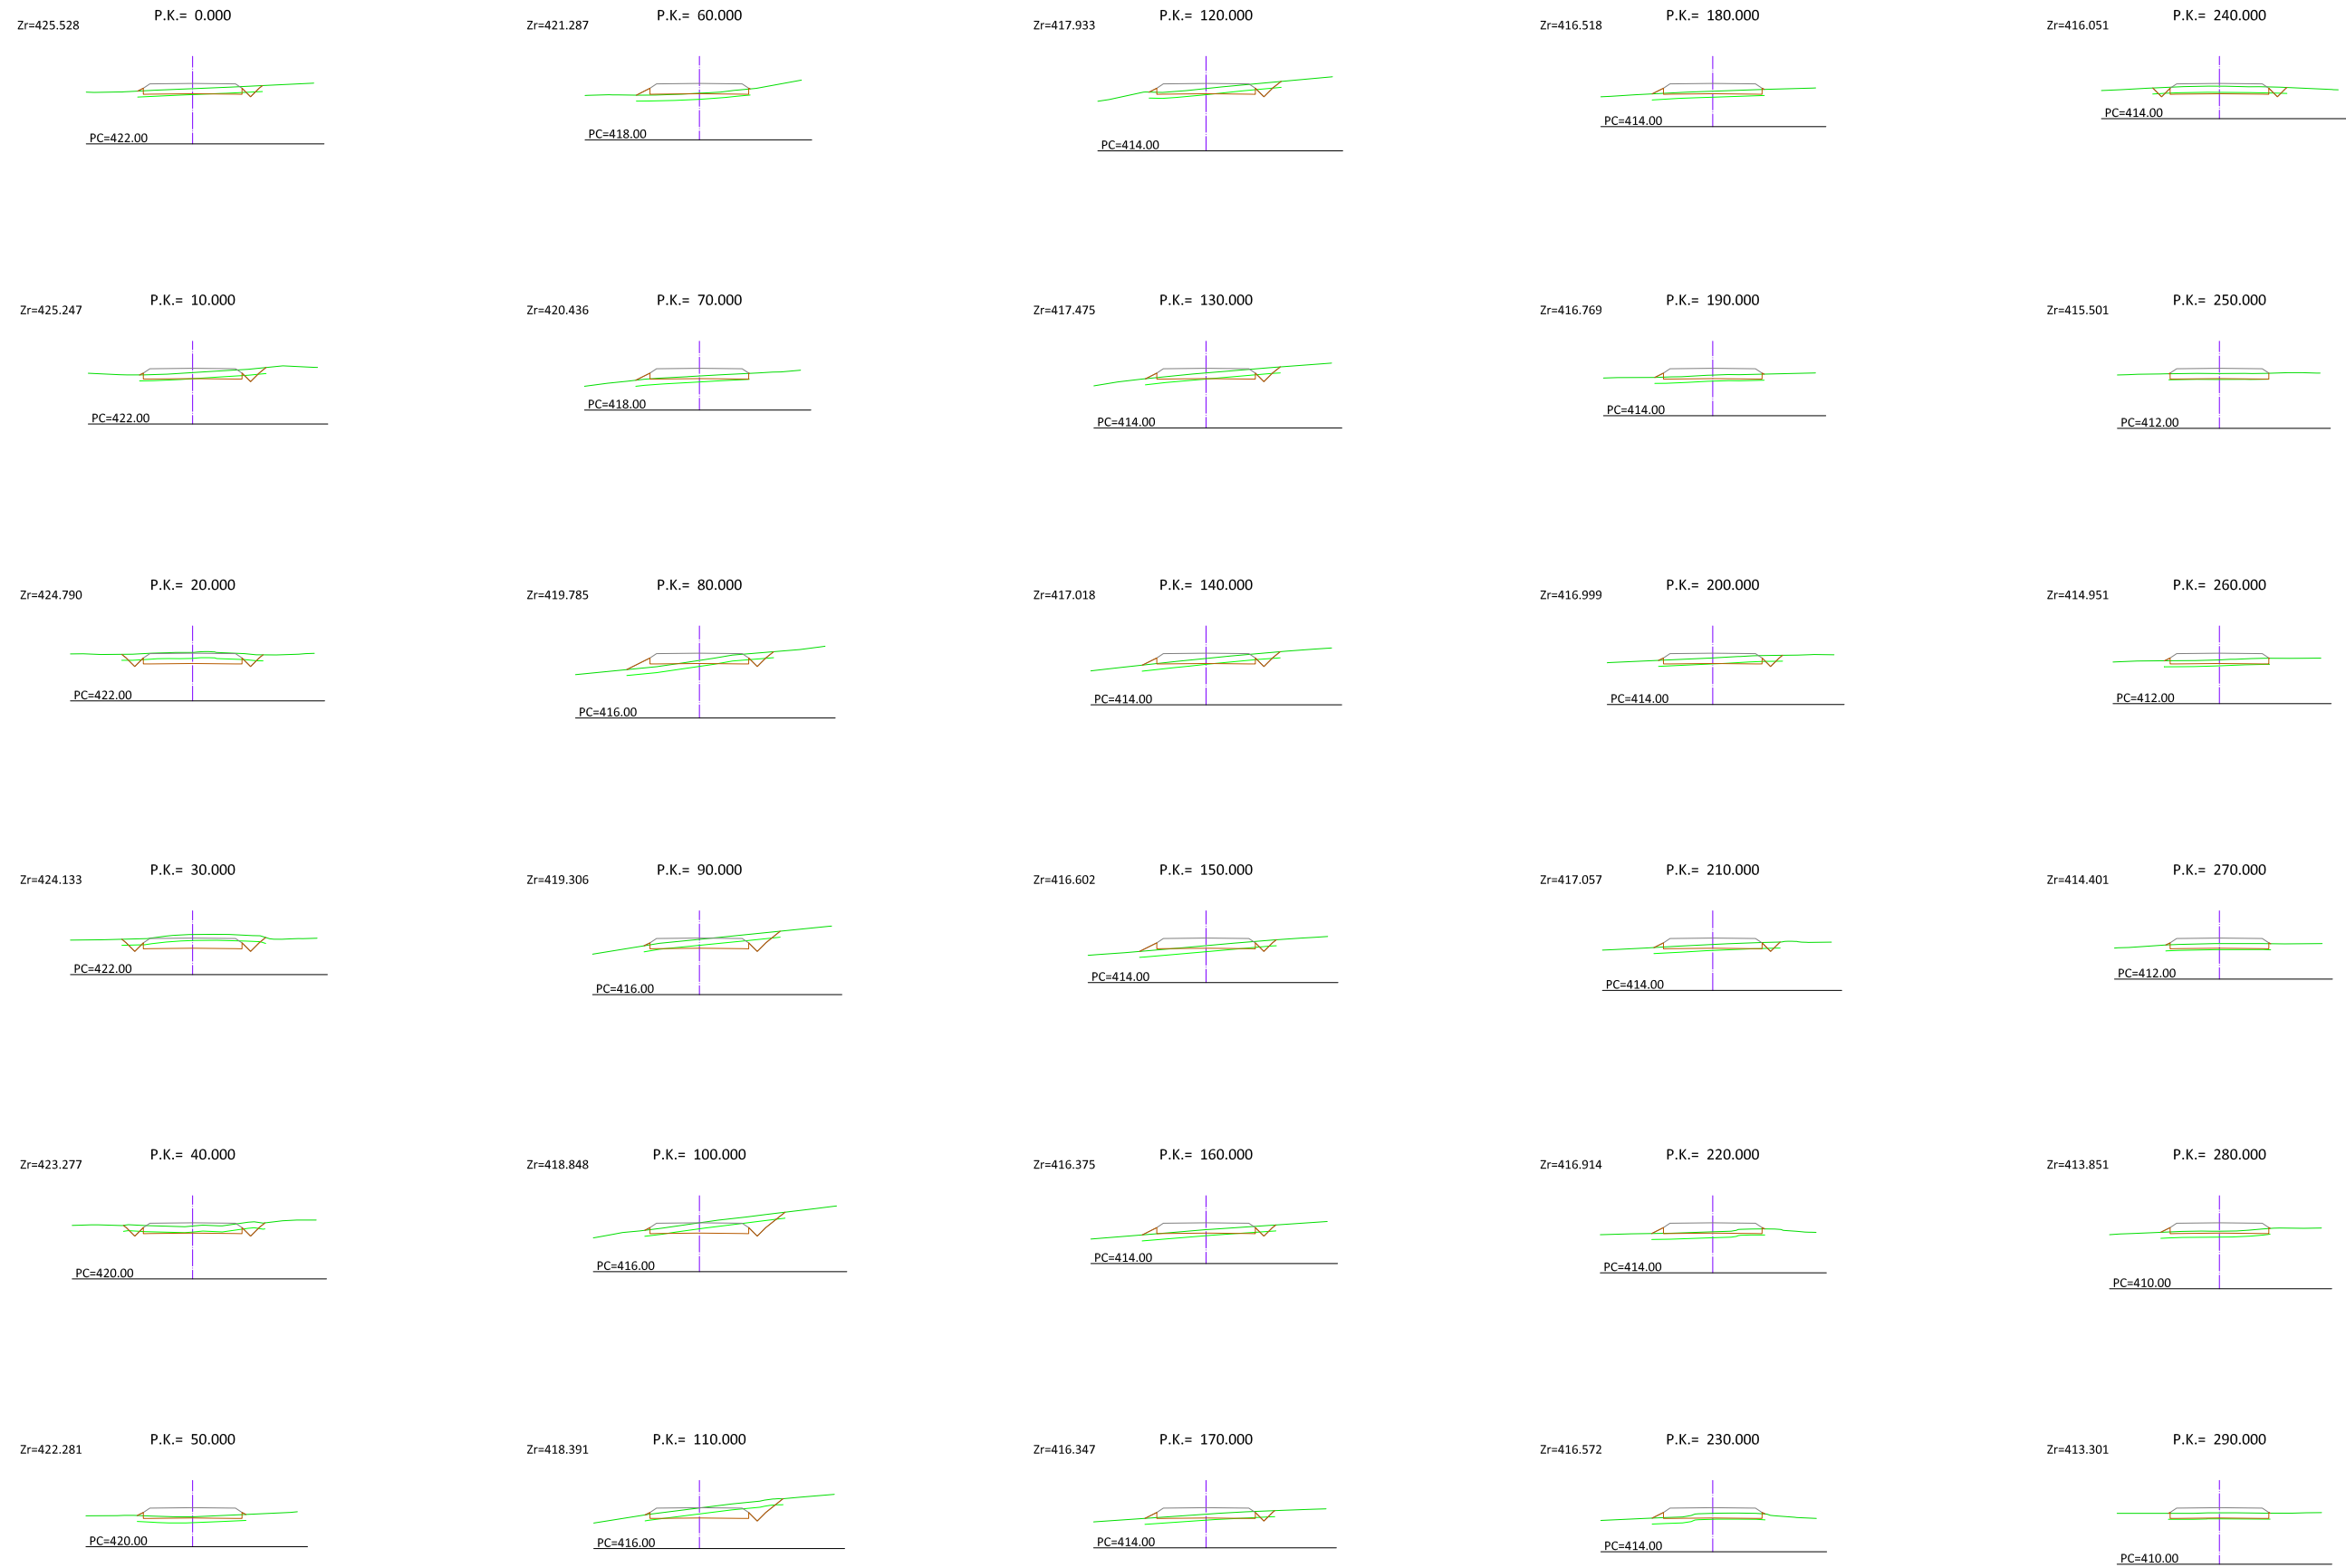 P.K.= 0.000
Zr=425.528
PC=422.00
P.K.= 10.000
Zr=425.247
PC=422.00
P.K.= 20.000
Zr=424.790
PC=422.00
P.K.= 30.000
Zr=424.133
PC=422.00
P.K.= 40.000
Zr=423.277
PC=420.00
P.K.= 50.000
Zr=422.281
PC=420.00
P.K.= 60.000
Zr=421.287
PC=418.00
P.K.= 70.000
Zr=420.436
PC=418.00
P.K.= 80.000
Zr=419.785
PC=416.00
P.K.= 90.000
Zr=419.306
PC=416.00
P.K.= 100.000
Zr=418.848
PC=416.00
P.K.= 110.000
Zr=418.391
PC=416.00
P.K.= 120.000
Zr=417.933
PC=414.00
P.K.= 130.000
Zr=417.475
PC=414.00
P.K.= 140.000
Zr=417.018
PC=414.00
P.K.= 150.000
Zr=416.602
PC=414.00
P.K.= 160.000
Zr=416.375
PC=414.00
P.K.= 170.000
Zr=416.347
PC=414.00
P.K.= 180.000
Zr=416.518
PC=414.00
P.K.= 190.000
Zr=416.769
PC=414.00
P.K.= 200.000
Zr=416.999
PC=414.00
P.K.= 210.000
Zr=417.057
PC=414.00
P.K.= 220.000
Zr=416.914
PC=414.00
P.K.= 230.000
Zr=416.572
PC=414.00
P.K.= 240.000
Zr=416.051
PC=414.00
P.K.= 250.000
Zr=415.501
PC=412.00
P.K.= 260.000
Zr=414.951
PC=412.00
P.K.= 270.000
Zr=414.401
PC=412.00
P.K.= 280.000
Zr=413.851
PC=410.00
P.K.= 290.000
Zr=413.301
PC=410.00